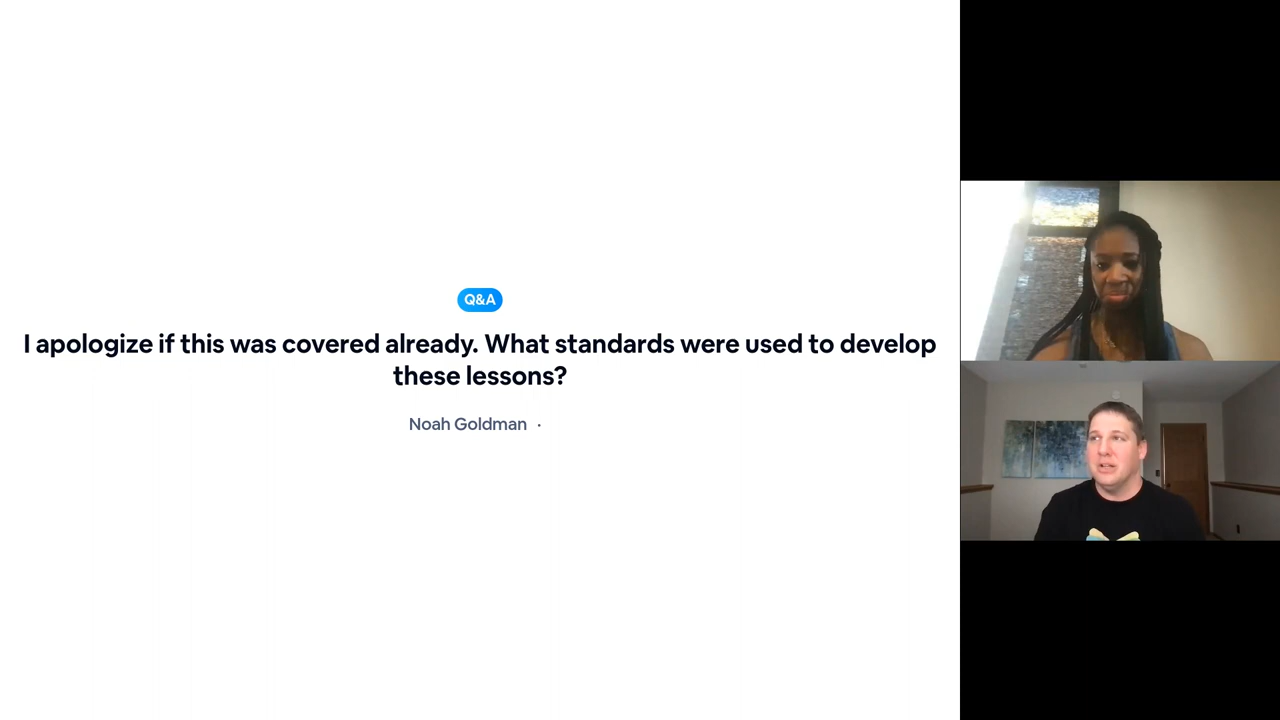 Q&A
I apologize if this was covered already. What standards were used to develop
these lessons?
Noah Goldman ·